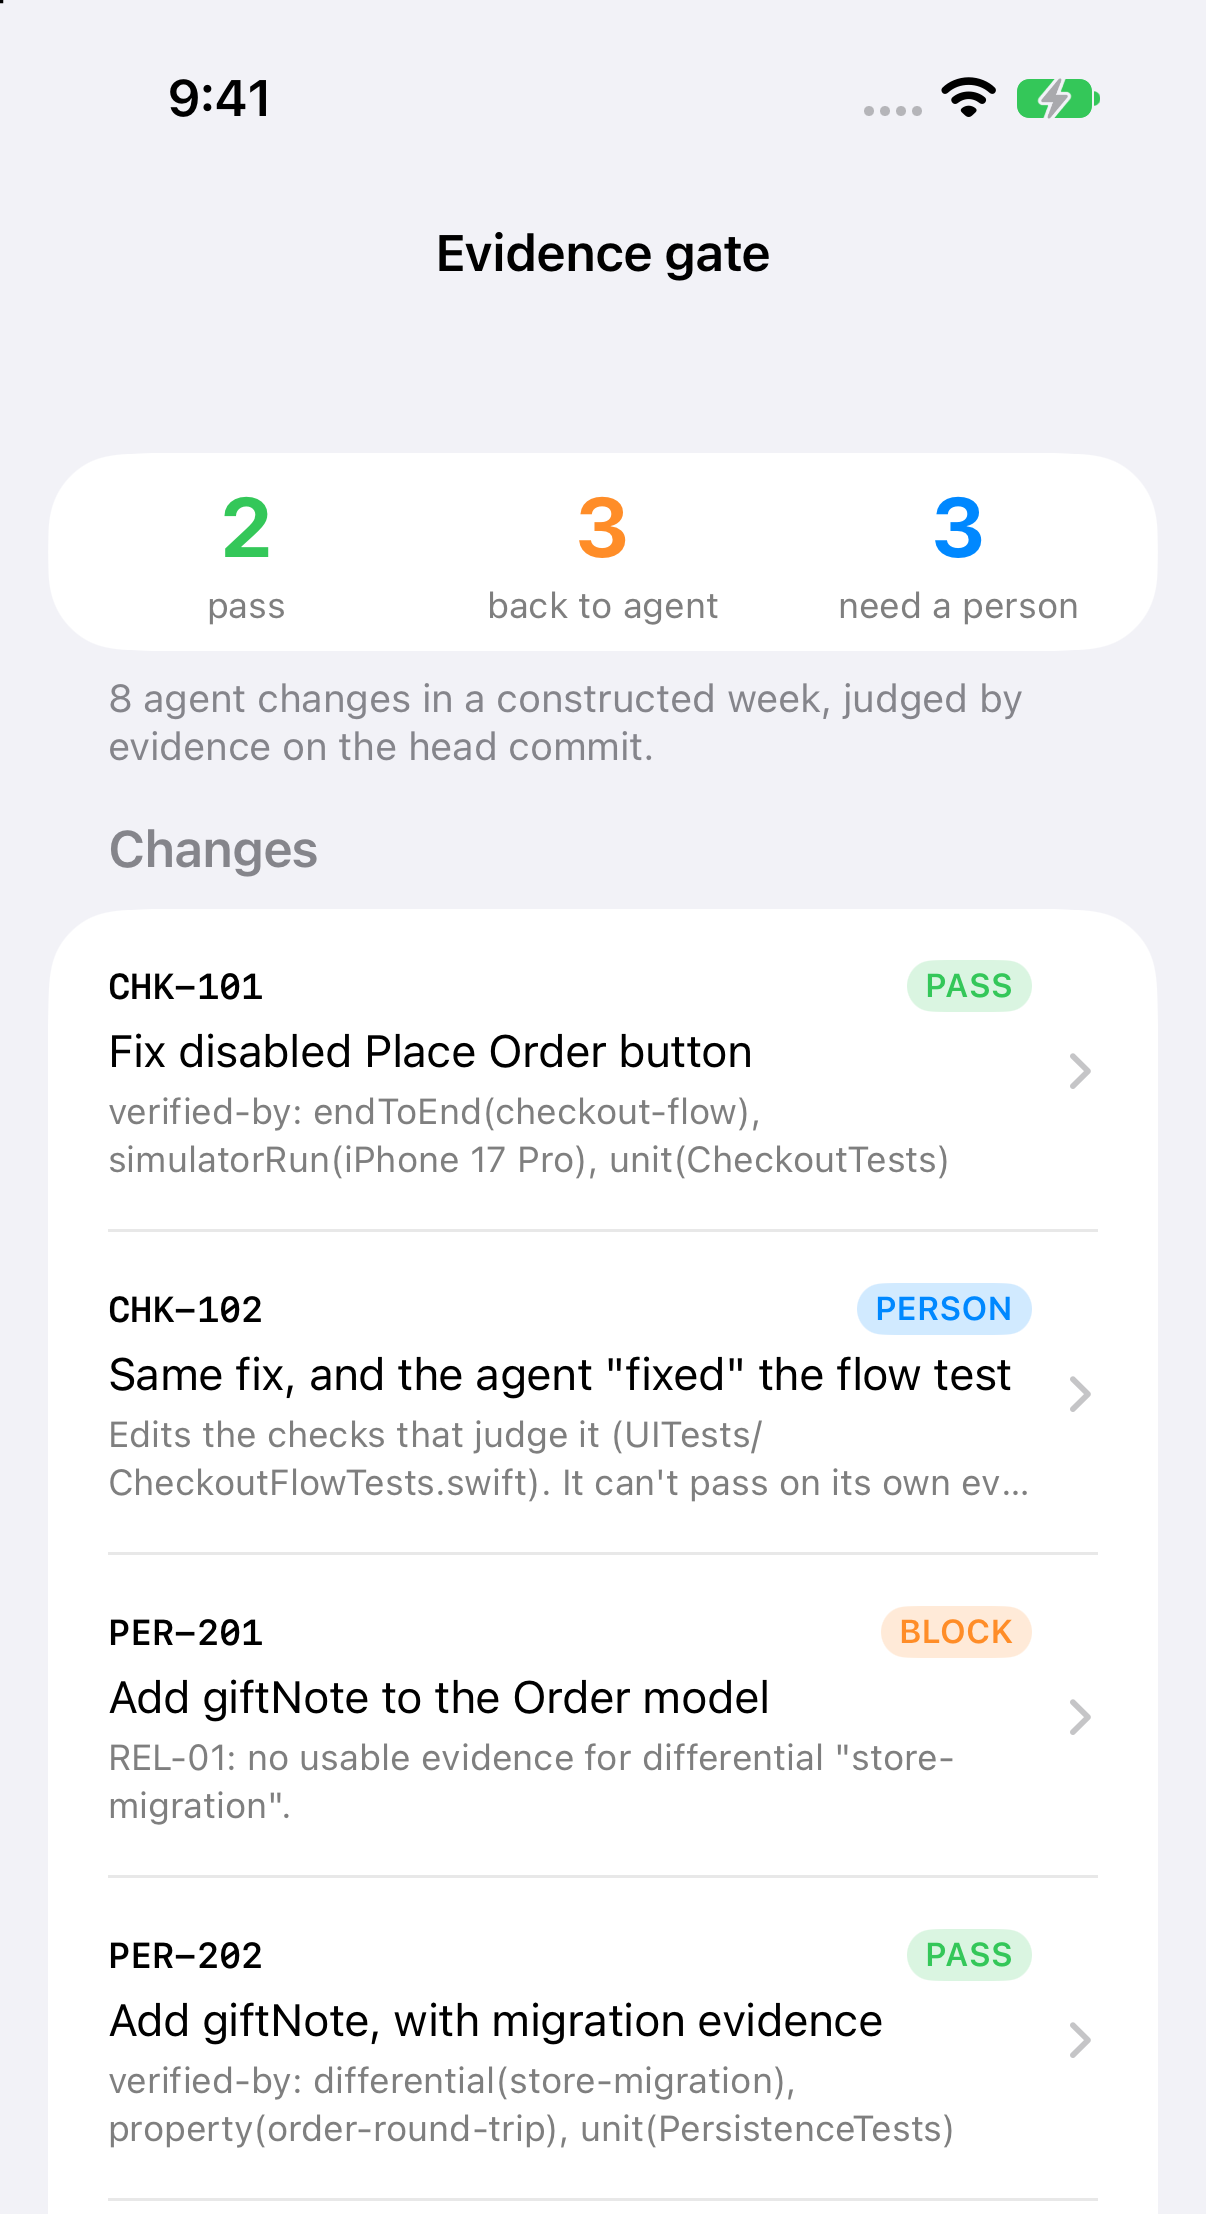 9:41
Evidence gate
2
3
3
pass
back to agent
need a person
8 agent changes in a constructed week, judged by
evidence on the head commit.
Changes
CHK-101
PASS
Fix disabled Place Order button
verified-by: endToEnd(checkout-flow),
simulatorRun(iPhone 17 Pro), unit(CheckoutTests)
CHK-102
PERSON
Same fix, and the agent "fixed" the flow test
Edits the checks that judge it (UITests/
CheckoutFlowTests.swift). It can't pass on its own ev...
PER-201
BLOCK
Add giftNote to the Order model
REL-01: no usable evidence for differential "store-
migration".
PER-202
PASS
Add giftNote, with migration evidence
verified-by: differential(store-migration),
property(order-round-trip), unit(PersistenceTests)